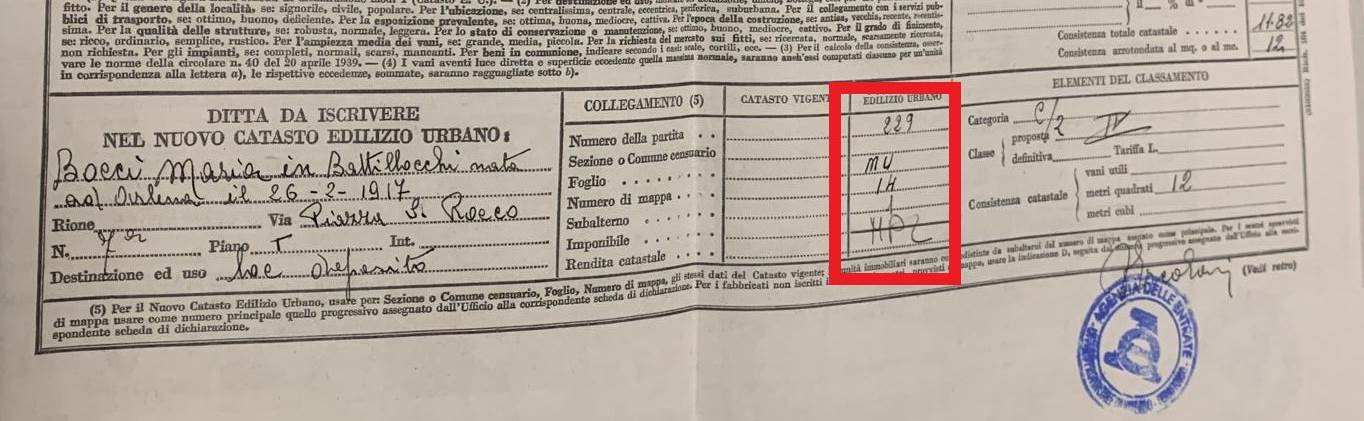 fitto. Per il genere della località, se: signorile, civile, popolare. Per l'ubicazione, se: centralissima, centrale, eccentrica, periferica, suburbana. Per il collegamento con i servizi pub-
blici di trasporto, se: ottimo, buono, deficiente. Per la esposizione prevalente, se: ottima, buona, mediocre, cattiva. Per l'epoca della costruzione, se: antica, vecchia, recente, recentis-
sima. Per la qualità delle strutture, se: robusta, normale, leggera. Per lo stato di conservazione e manutenzione, se: ottimo, buono, mediocre, cattivo. Per il grado di finimento,
se: ricco, ordinario, semplice, rustico. Per l'ampiezza media dei vani, se: grande, media, piccola. Per la richiesta del mercato sui fitti, se: ricercata, normale, scarsamente ricercata,
non richiesta. Per gli impianti, se: completi, normali, scarsi, mancanti. Per beni in comunione, indicare secondo i casi: scale, cortili, ecc. — (3) Per il calcolo della consistenza, osser-
vare le norme della circolare n. 40 del 20 aprile 1939. — (4) I vani aventi luce diretta e superficie eccedente quella massima normale, saranno anch'essi computati ciascuno per un'unità
in corrispondenza alla lettera a), le rispettive eccedenze, sommate, saranno ragguagliate sotto b).
Consistenza totale catastale 11.82
Consistenza arrotondata al mq. o al mc. 12
DITTA DA ISCRIVERE
NEL NUOVO CATASTO EDILIZIO URBANO:
Bocci Maria in Battillocchi nata
il 26-2-1917
Rione Via Piazza S. Rocco
N. Piano T Int.
Destinazione ed uso loc deposito
COLLEGAMENTO (5) CATASTO VIGENTE EDILIZIO URBANO
Numero della partita 229
Sezione o Comune censuario
Foglio MU
Numero di mappa 14
Subalterno 1
Imponibile
Rendita catastale
ELEMENTI DEL CLASSAMENTO
Categoria C/2
Classe proposta IV
definitiva Tariffa L.
Consistenza catastale vani utili
metri quadrati 12
metri cubi
(5) Per il Nuovo Catasto Edilizio Urbano, usare per: Sezione o Comune censuario, Foglio, Numero di mappa, gli stessi dati del Catasto vigente;
di mappa usare come numero principale quello progressivo assegnato dall'Ufficio alla corrispondente scheda di dichiarazione. Per i fabbricati non iscritti
spondente scheda di dichiarazione.
(Vedi retro)
AGENZIA DELLE ENTRATE